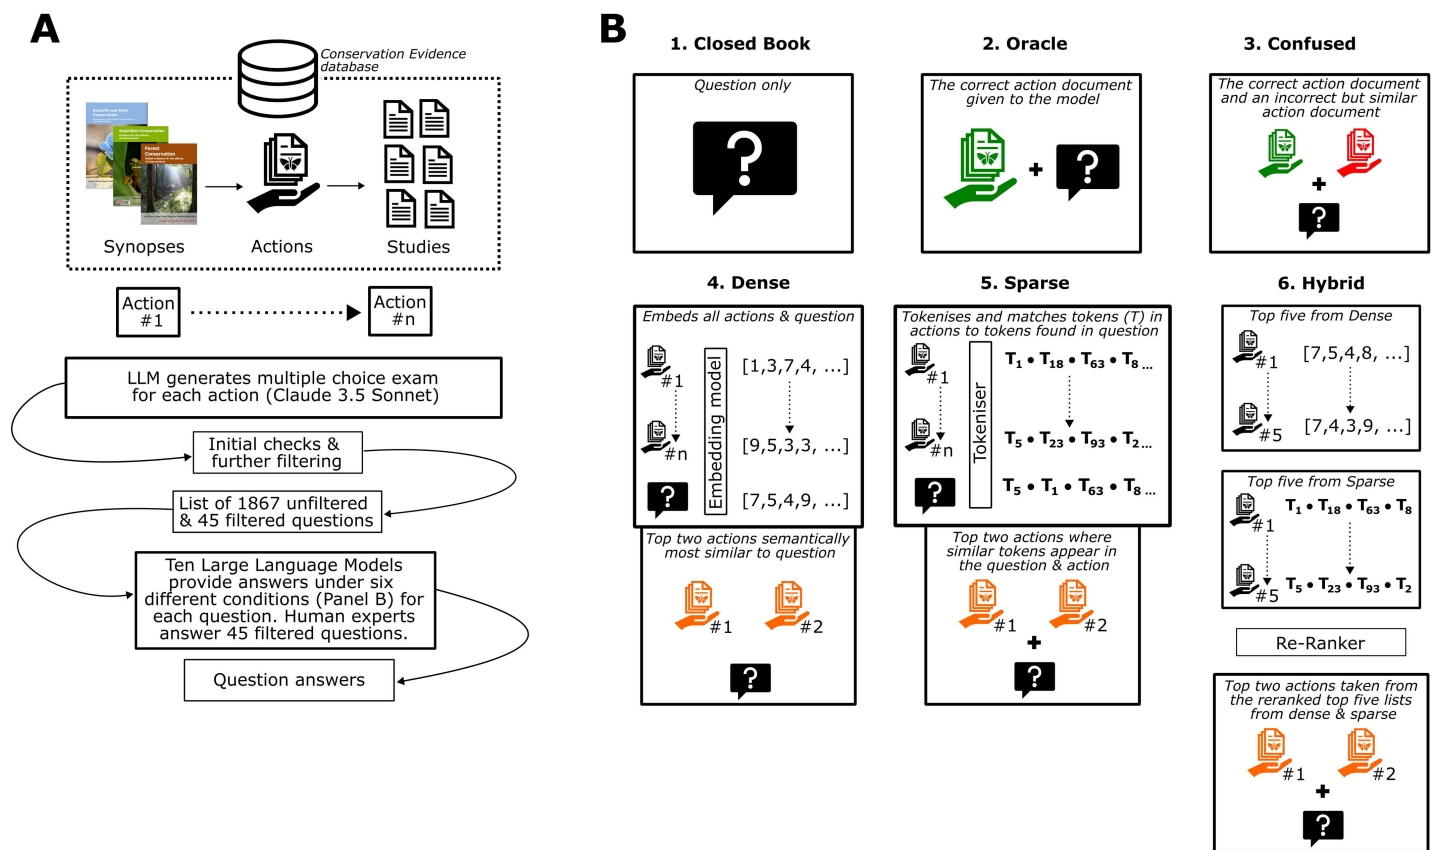 A
Conservation Evidence
database
Butterfly and Moth
Conservation
Amphibian Conservation
Forest
Conservation
Synopses
Actions
Studies
Action
#1
Action
#n
LLM generates multiple choice exam
for each action (Claude 3.5 Sonnet)
Initial checks &
further filtering
List of 1867 unfiltered
& 45 filtered questions
Ten Large Language Models
provide answers under six
different conditions (Panel B) for
each question. Human experts
answer 45 filtered questions.
Question answers
B
1. Closed Book
Question only
?
2. Oracle
The correct action document
given to the model
+
?
3. Confused
The correct action document
and an incorrect but similar
action document
+
?
4. Dense
Embeds all actions & question
#1
#n
?
Embedding model
[1,3,7,4, ...]
[9,5,3,3, ...]
[7,5,4,9, ...]
Top two actions semantically
most similar to question
#1
#2
?
5. Sparse
Tokenises and matches tokens (T) in
actions to tokens found in question
#1
#n
?
Tokeniser
T1 • T18 • T63 • T8 ...
T5 • T23 • T93 • T2...
T5 • T1 • T63 • T8 ...
Top two actions where
similar tokens appear in
the question & action
#1
#2
+
?
6. Hybrid
Top five from Dense
#1
[7,5,4,8, ...]
#5
[7,4,3,9, ...]
Top five from Sparse
#1
T1 • T18 • T63 • T8
#5
T5 • T23 • T93 • T2
Re-Ranker
Top two actions taken from
the reranked top five lists
from dense & sparse
#1
#2
+
?